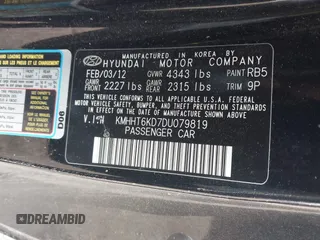 MANUFACTURED IN KOREA BY
HYUNDAI MOTOR COMPANY
FEB/03/12 GVWR 4343 lbs PAINT RB5
GAWR FRONT 2227 lbs GAWR REAR 2315 lbs TRIM 9P
THIS VEHICLE CONFORMS TO ALL APPLICABLE FEDERAL
MOTOR VEHICLE SAFETY, BUMPER, AND THEFT
PREVENTION STANDARDS IN EFFECT ON THE DATE OF
MANUFACTURE SHOWN ABOVE.
V.I.N KMHHT6KD7DU079819
PASSENGER CAR
D06
DREAMBID